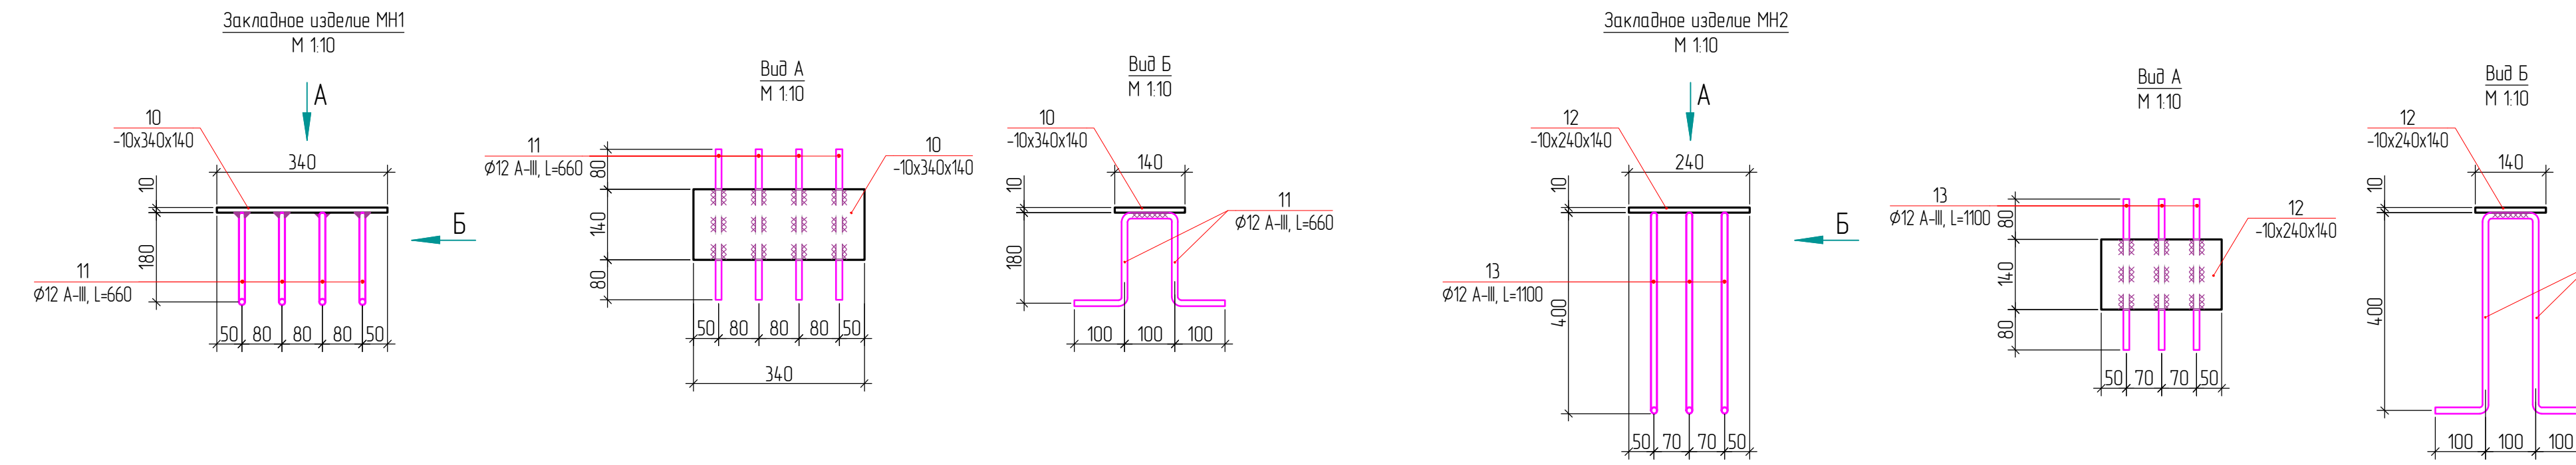 Закладное изделие МН1
М 1:10
А
10
-10х340х140
340
10
180
Б
11
Ø12 А-III, L=660
50 80 80 80 50
Вид А
М 1:10
11
Ø12 А-III, L=660
10
-10х340х140
80
140
80
50 80 80 80 50
340
Вид Б
М 1:10
10
-10х340х140
140
10
180
11
Ø12 А-III, L=660
100 100 100
Закладное изделие МН2
М 1:10
А
12
-10х240х140
240
10
400
Б
13
Ø12 А-III, L=1100
50 70 70 50
Вид А
М 1:10
13
Ø12 А-III, L=1100
12
-10х240х140
80
140
80
50 70 70 50
Вид Б
М 1:10
12
-10х240х140
140
10
400
100 100 100